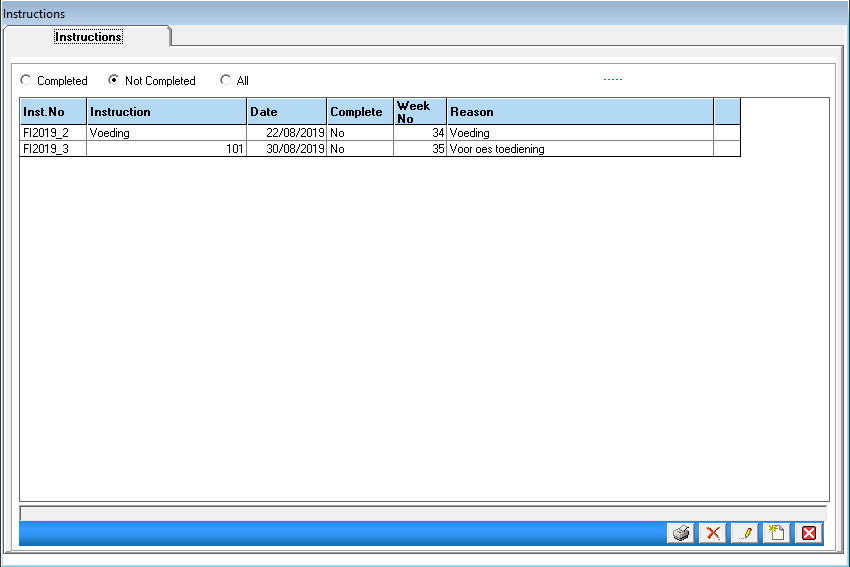 Instructions
Instructions
Completed Not Completed All -----
Inst.No Instruction Date Complete Week No Reason
FI2019_2 Voeding 22/08/2019 No 34 Voeding
FI2019_3 101 30/08/2019 No 35 Voor oes toediening